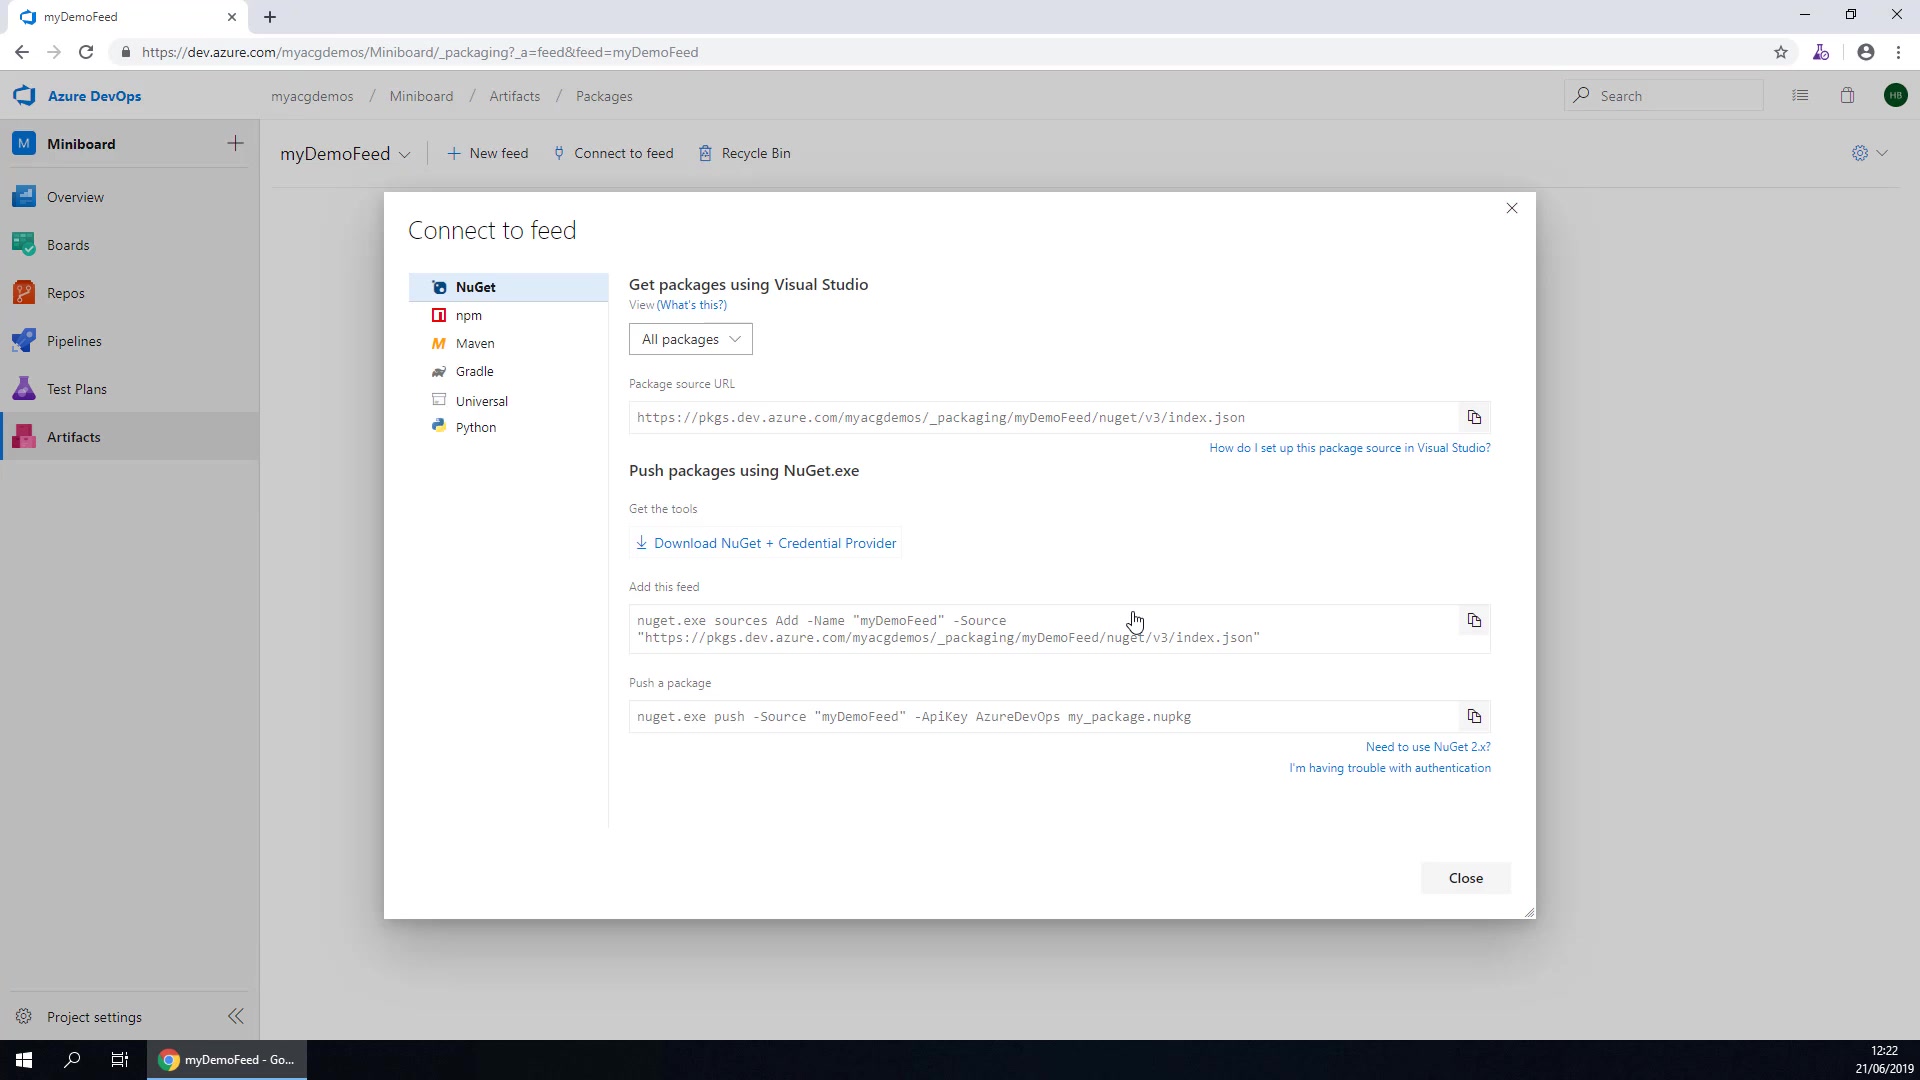 myDemoFeed
https://dev.azure.com/myacgdemos/Miniboard/_packaging?_a=feed&feed=myDemoFeed
Azure DevOps
myacgdemos / Miniboard / Artifacts / Packages
Search
HB
M Miniboard
myDemoFeed
New feed
Connect to feed
Recycle Bin
Overview
Boards
Repos
Pipelines
Test Plans
Artifacts
Project settings
Connect to feed
NuGet
npm
Maven
Gradle
Universal
Python
Get packages using Visual Studio
View (What's this?)
All packages
Package source URL
https://pkgs.dev.azure.com/myacgdemos/_packaging/myDemoFeed/nuget/v3/index.json
How do I set up this package source in Visual Studio?
Push packages using NuGet.exe
Get the tools
Download NuGet + Credential Provider
Add this feed
nuget.exe sources Add -Name "myDemoFeed" -Source
"https://pkgs.dev.azure.com/myacgdemos/_packaging/myDemoFeed/nuget/v3/index.json"
Push a package
nuget.exe push -Source "myDemoFeed" -ApiKey AzureDevOps my_package.nupkg
Need to use NuGet 2.x?
I'm having trouble with authentication
Close
myDemoFeed - Go...
12:22
21/06/2019